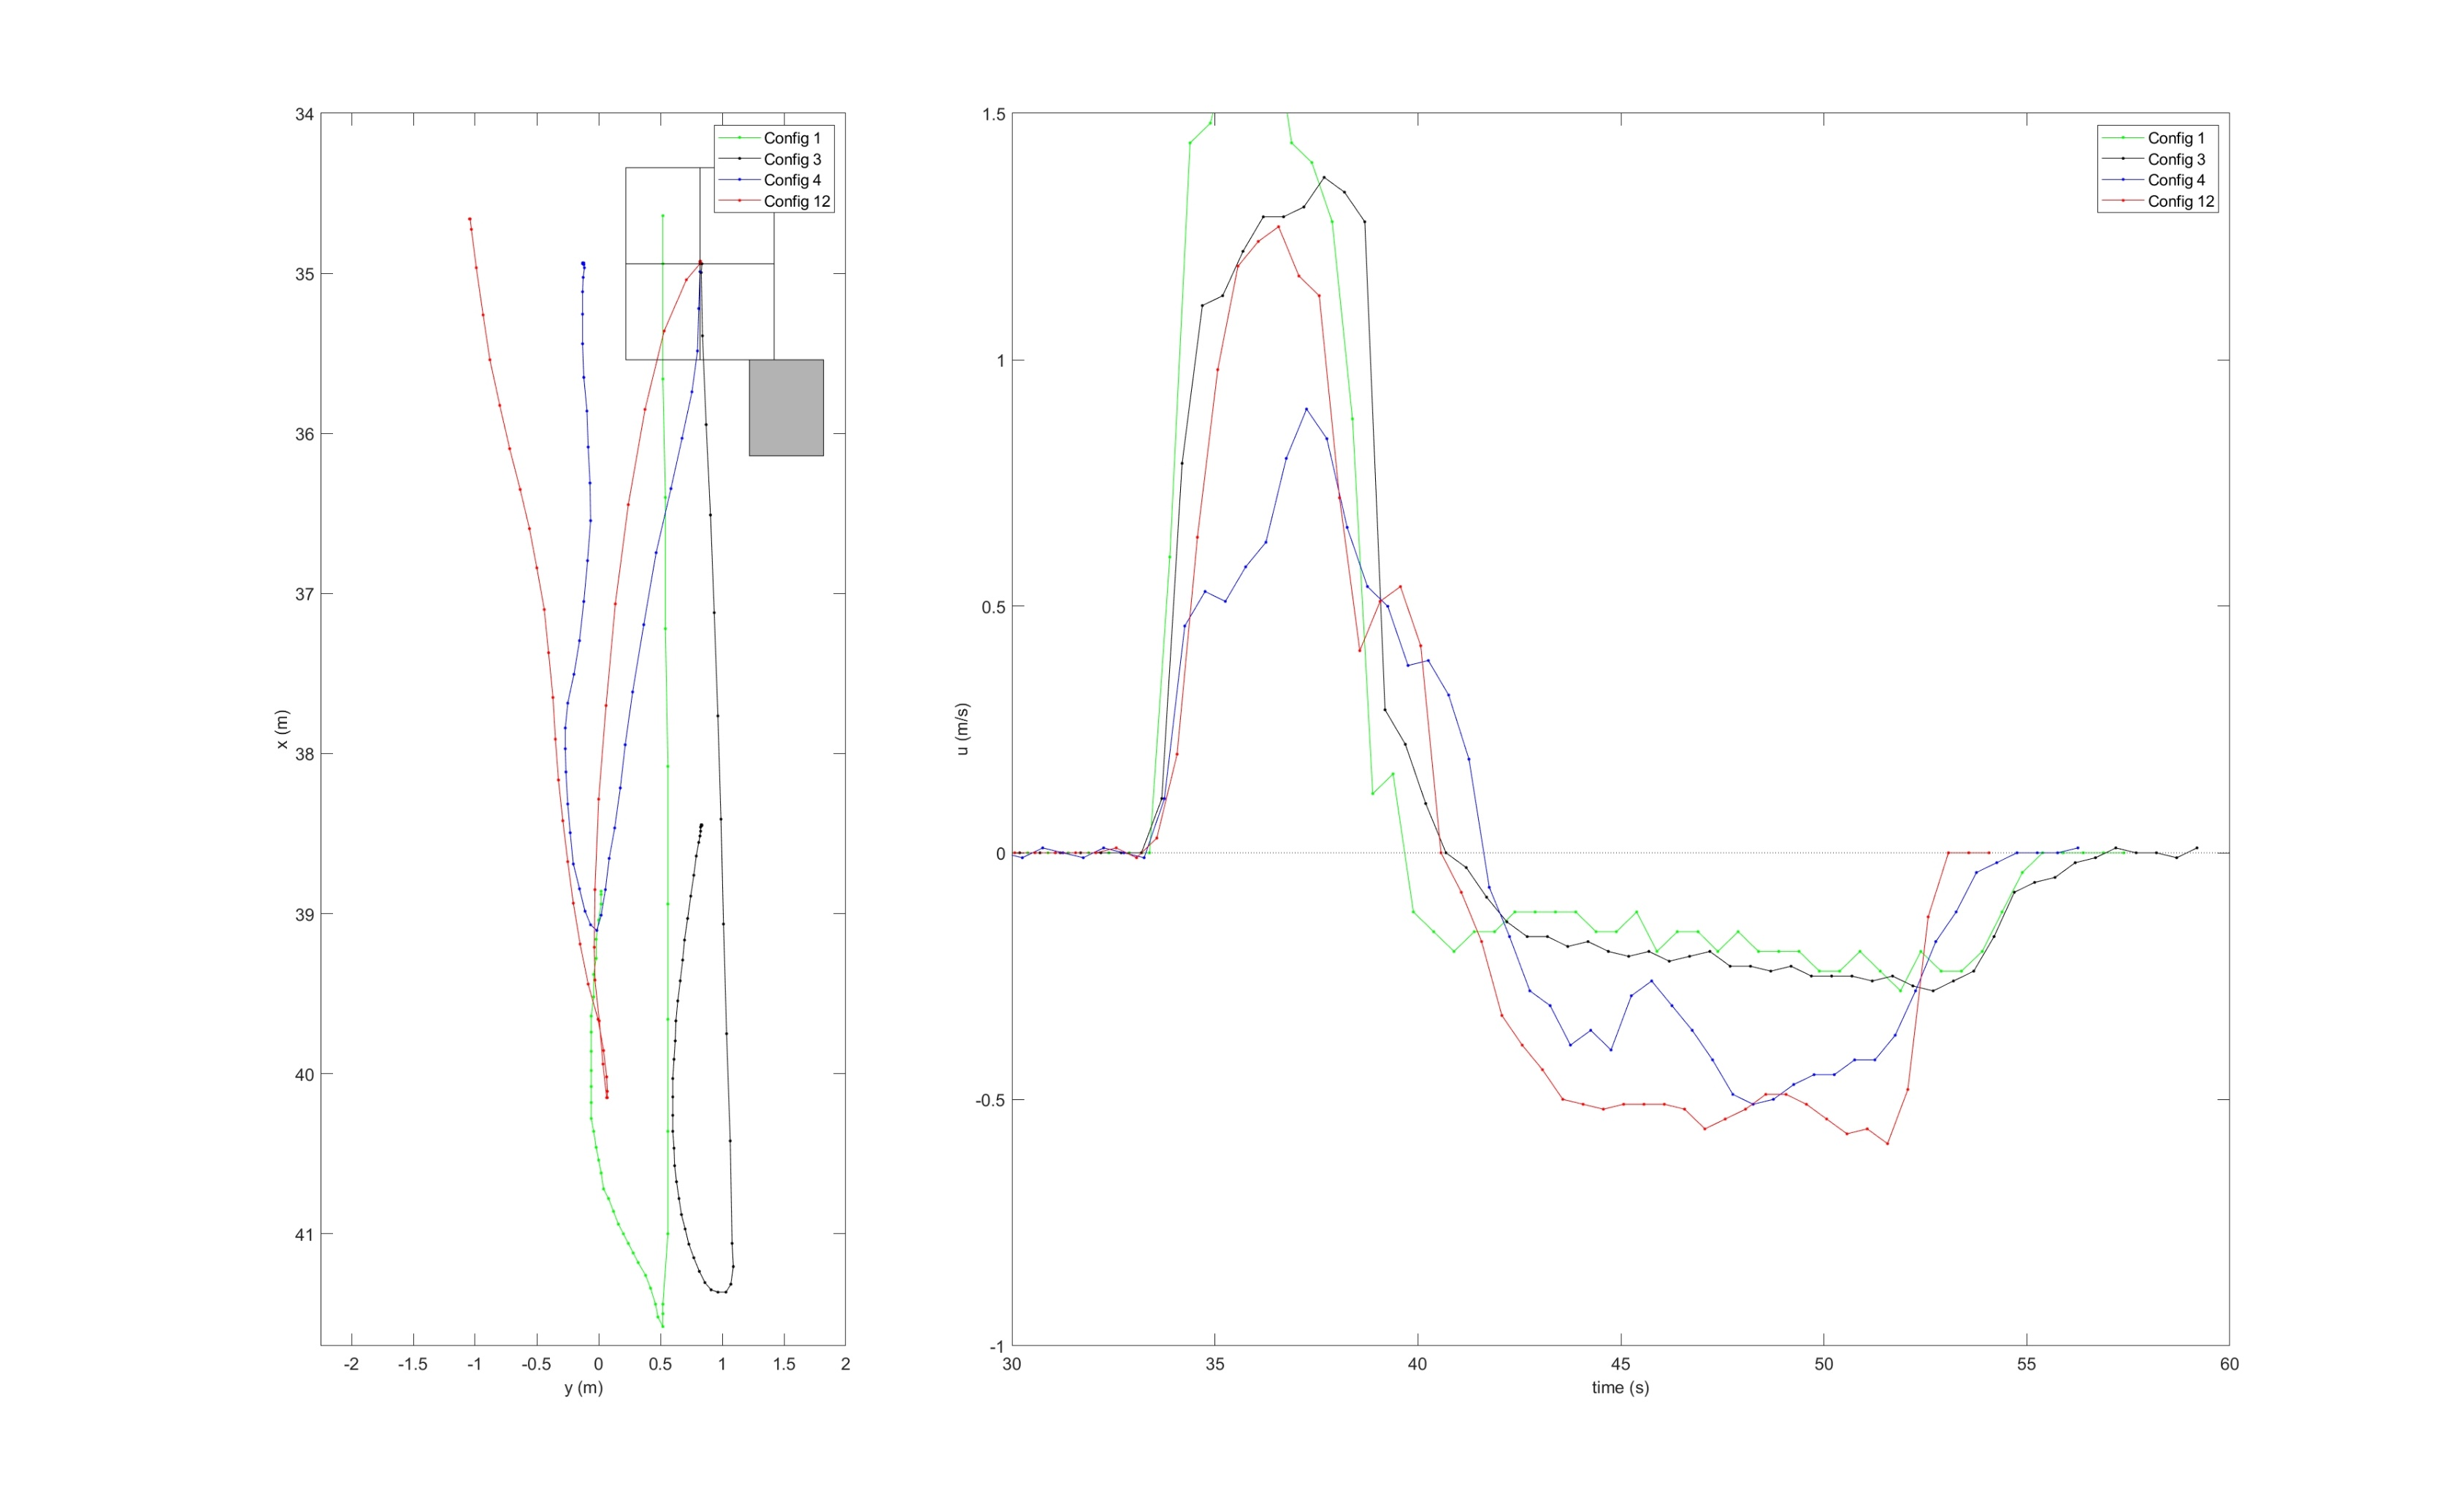 34
35
36
37
38
39
40
41
x (m)
-2 -1.5 -1 -0.5 0 0.5 1 1.5 2
y (m)
Config 1
Config 3
Config 4
Config 12
1.5
1
0.5
0
-0.5
-1
u (m/s)
30 35 40 45 50 55 60
time (s)
Config 1
Config 3
Config 4
Config 12